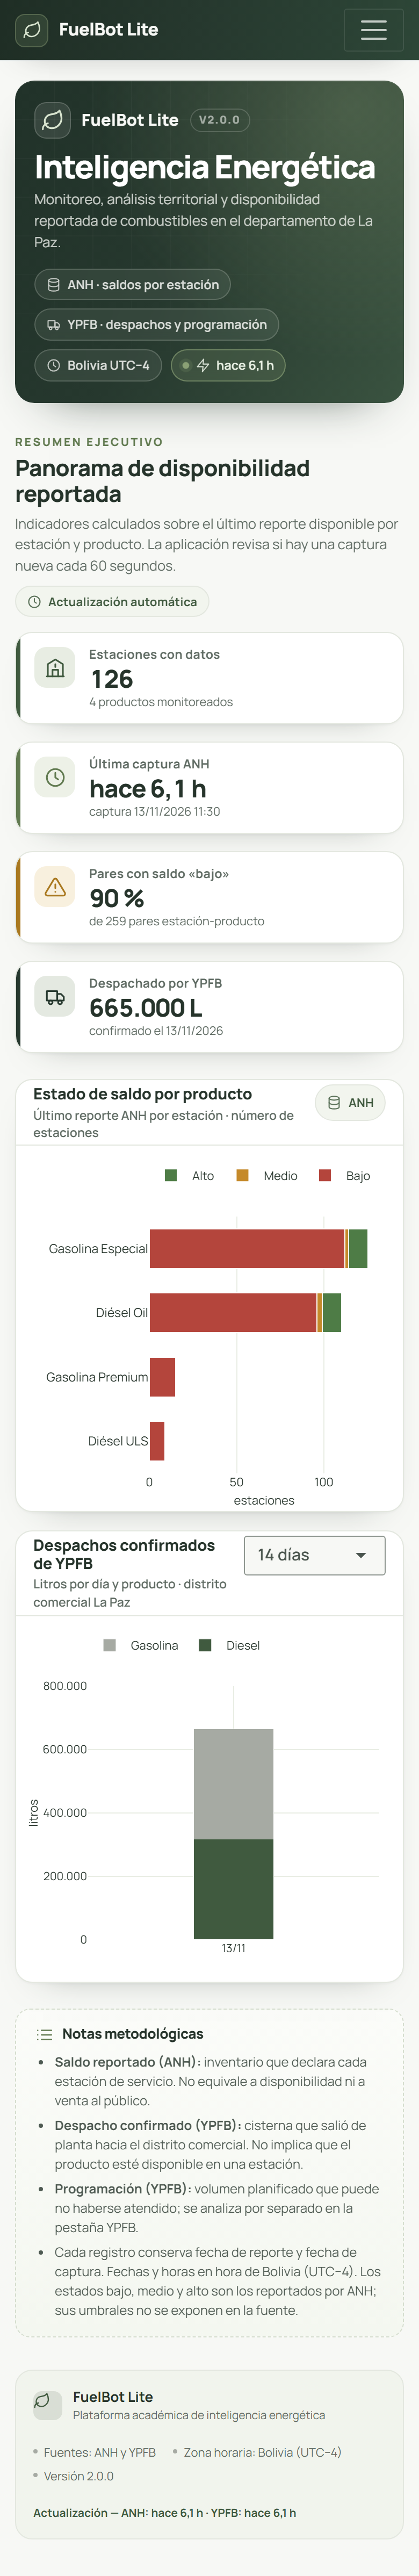 FuelBot Lite
FuelBot Lite V2.0.0
Inteligencia Energética
Monitoreo, análisis territorial y disponibilidad
reportada de combustibles en el departamento de La
Paz.
ANH · saldos por estación
YPFB · despachos y programación
Bolivia UTC−4
hace 6,1 h
RESUMEN EJECUTIVO
Panorama de disponibilidad
reportada
Indicadores calculados sobre el último reporte disponible por
estación y producto. La aplicación revisa si hay una captura
nueva cada 60 segundos.
Actualización automática
Estaciones con datos
126
4 productos monitoreados
Última captura ANH
hace 6,1 h
captura 13/11/2026 11:30
Pares con saldo «bajo»
90 %
de 259 pares estación-producto
Despachado por YPFB
665.000 L
confirmado el 13/11/2026
Estado de saldo por producto
Último reporte ANH por estación · número de
estaciones
ANH
Alto Medio Bajo
Gasolina Especial
Diésel Oil
Gasolina Premium
Diésel ULS
0 50 100
estaciones
Despachos confirmados
de YPFB
Litros por día y producto · distrito
comercial La Paz
14 días
Gasolina Diesel
800.000
600.000
400.000
200.000
0
litros
13/11
Notas metodológicas
Saldo reportado (ANH): inventario que declara cada
estación de servicio. No equivale a disponibilidad ni a
venta al público.
Despacho confirmado (YPFB): cisterna que salió de
planta hacia el distrito comercial. No implica que el
producto esté disponible en una estación.
Programación (YPFB): volumen planificado que puede
no haberse atendido; se analiza por separado en la
pestaña YPFB.
Cada registro conserva fecha de reporte y fecha de
captura. Fechas y horas en hora de Bolivia (UTC−4). Los
estados bajo, medio y alto son los reportados por ANH;
sus umbrales no se exponen en la fuente.
FuelBot Lite
Plataforma académica de inteligencia energética
Fuentes: ANH y YPFB
Zona horaria: Bolivia (UTC−4)
Versión 2.0.0
Actualización — ANH: hace 6,1 h · YPFB: hace 6,1 h